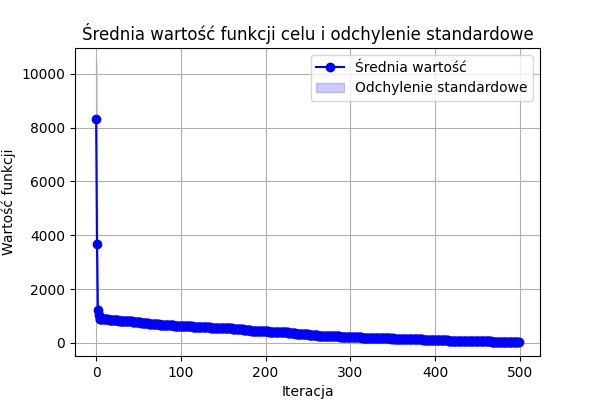 Średnia wartość funkcji celu i odchylenie standardowe
Średnia wartość
Odchylenie standardowe
Wartość funkcji
10000
8000
6000
4000
2000
0
0 100 200 300 400 500
Iteracja